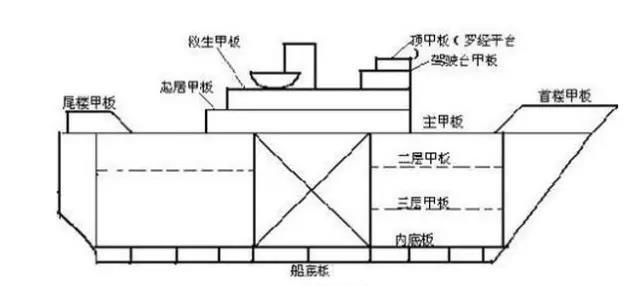 救生甲板
顶甲板（罗经平台）
驾驶台甲板
起居甲板
尾楼甲板
首楼甲板
主甲板
二层甲板
三层甲板
内底板
船底板